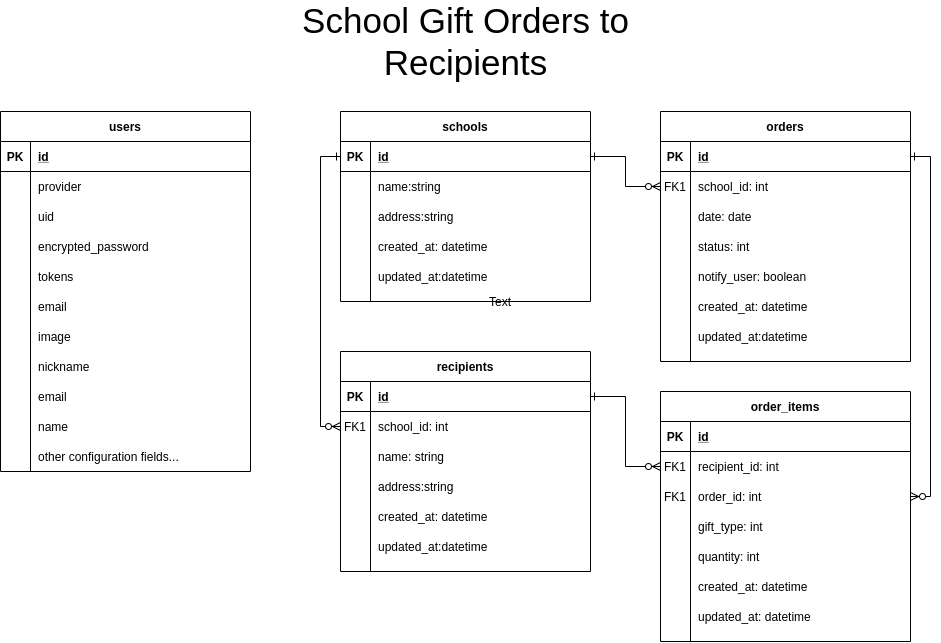 School Gift Orders to
Recipients
users
PK id
provider
uid
encrypted_password
tokens
email
image
nickname
email
name
other configuration fields...
schools
PK id
name:string
address:string
created_at: datetime
updated_at:datetime
Text
recipients
PK id
FK1 school_id: int
name: string
address:string
created_at: datetime
updated_at:datetime
orders
PK id
FK1 school_id: int
date: date
status: int
notify_user: boolean
created_at: datetime
updated_at:datetime
order_items
PK id
FK1 recipient_id: int
FK1 order_id: int
gift_type: int
quantity: int
created_at: datetime
updated_at: datetime